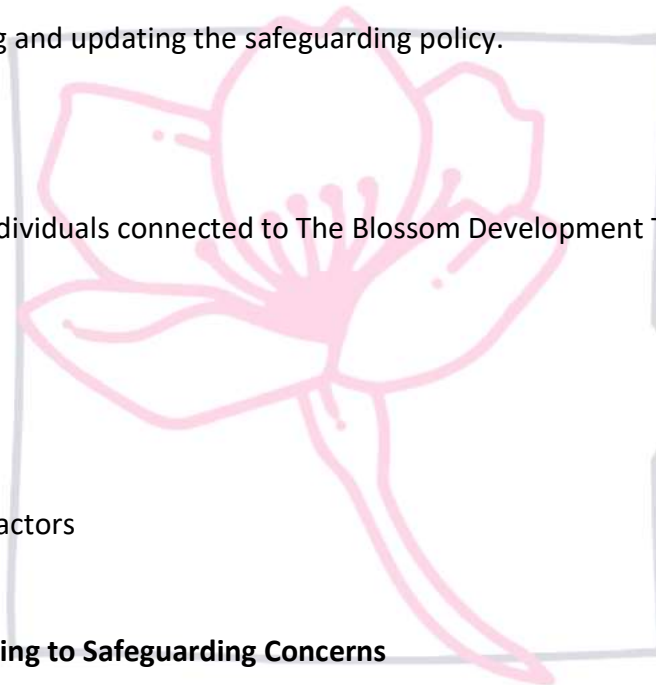 g and updating the safeguarding policy.
dividuals connected to The Blossom Development T
actors
ing to Safeguarding Concerns